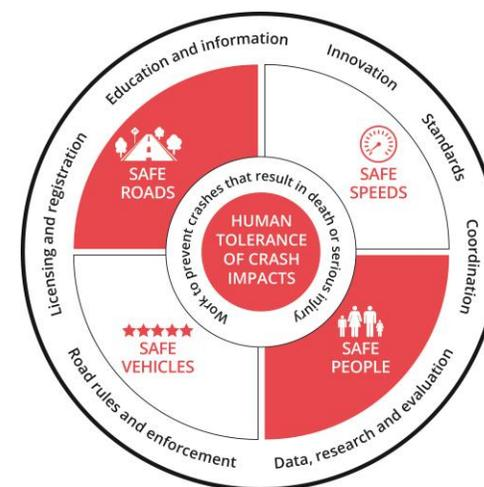 Education and information
Innovation
Standards
Coordination
Data, research and evaluation
Road rules and enforcement
Licensing and registration
SAFE
ROADS
SAFE
SPEEDS
Work to prevent crashes that result in death or serious injury
HUMAN
TOLERANCE
OF CRASH
IMPACTS
SAFE
VEHICLES
SAFE
PEOPLE